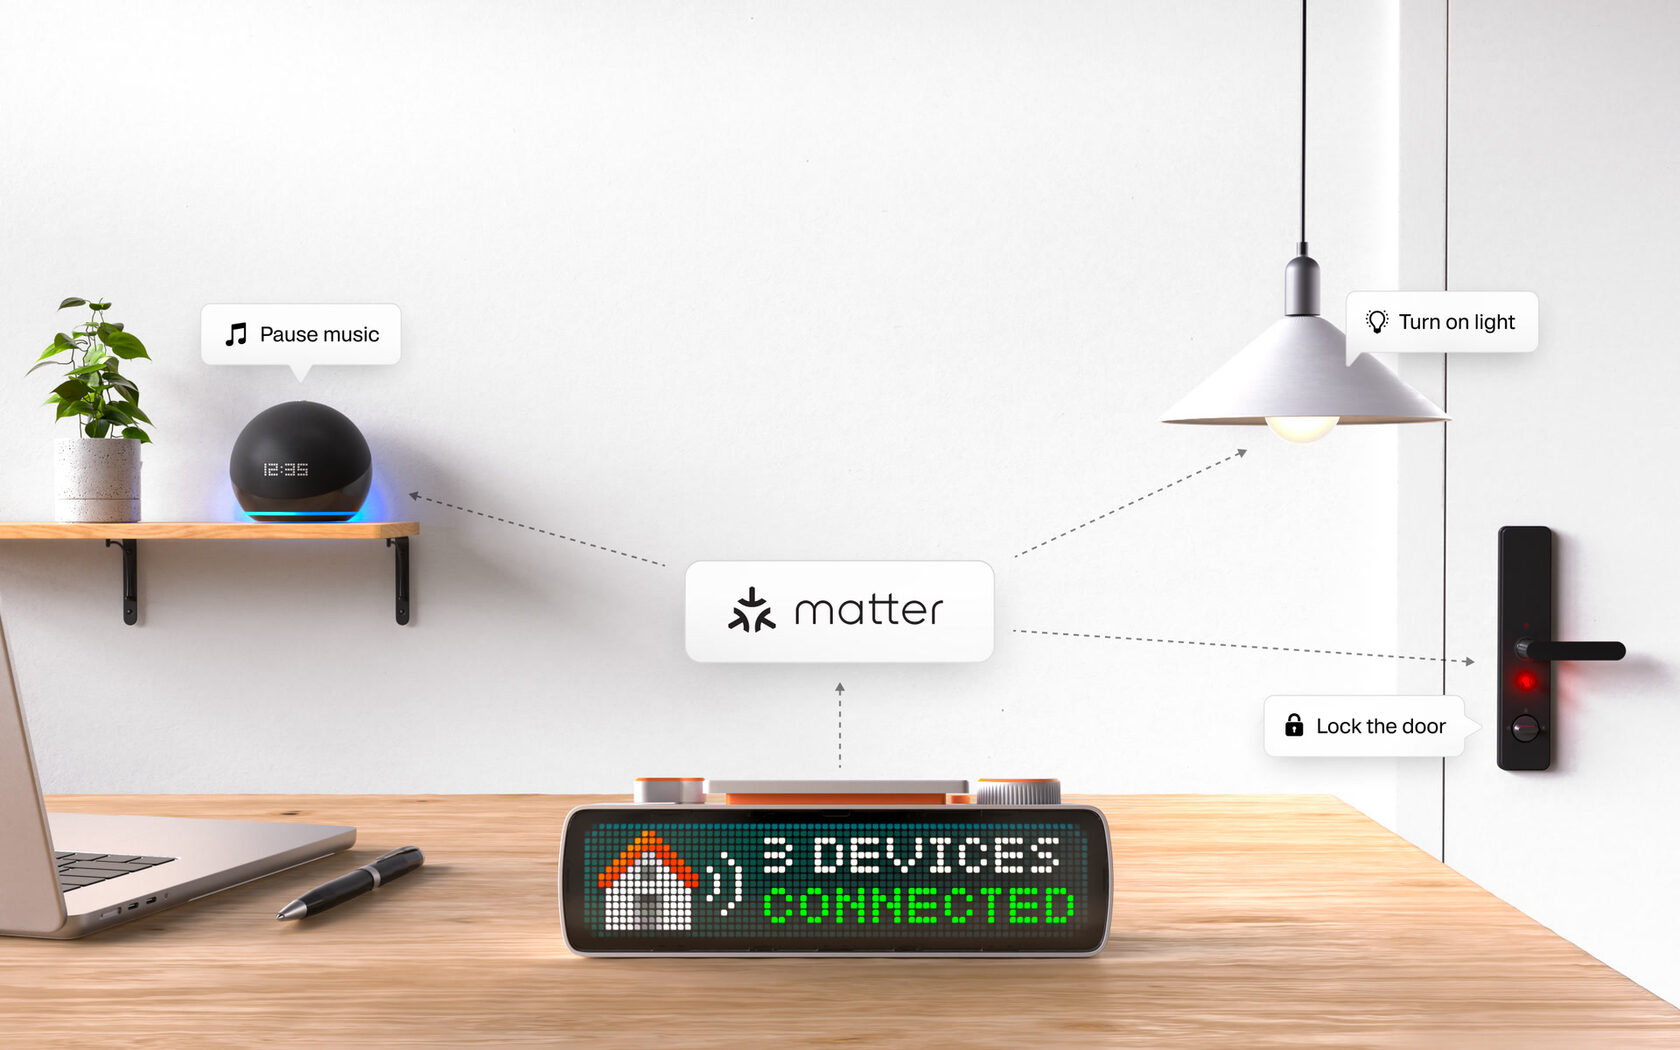 Pause music
Turn on light
12:35
matter
Lock the door
3 DEVICES
CONNECTED